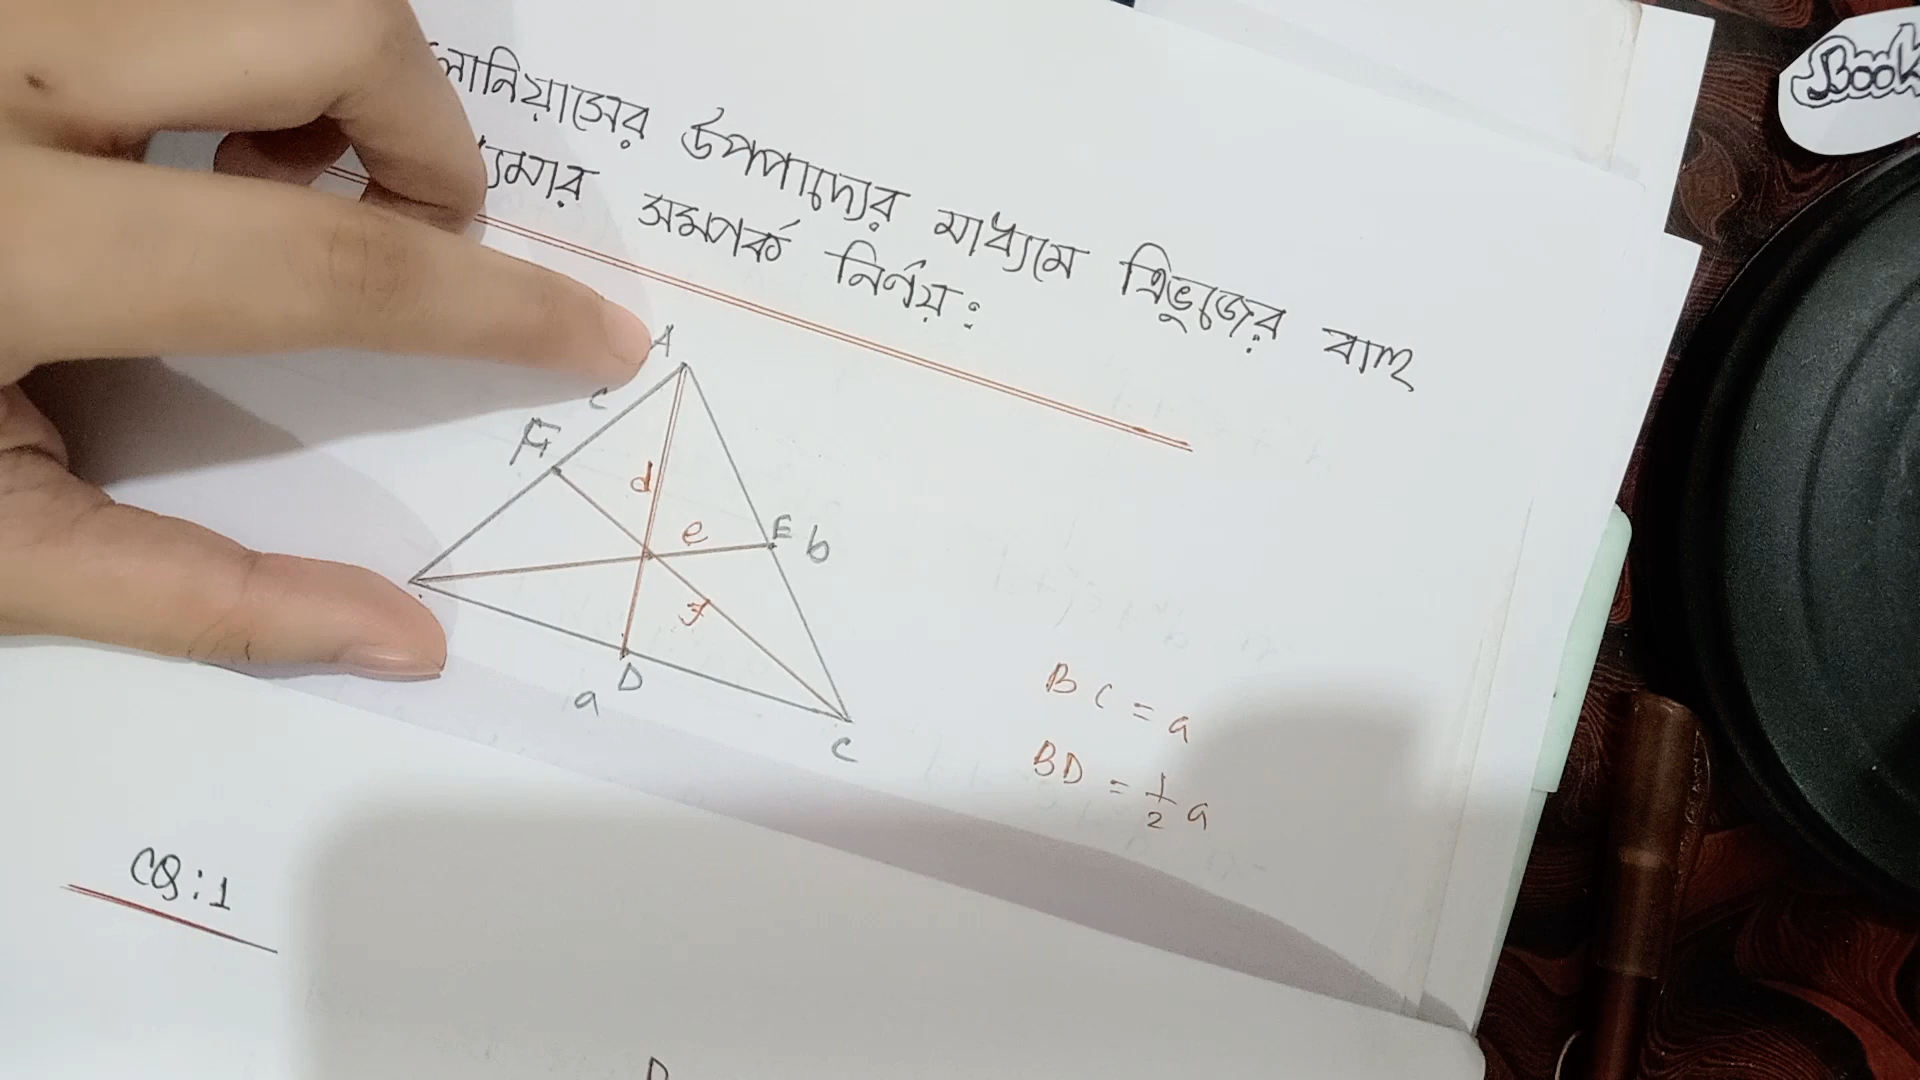 উপপাদ্যের মাধ্যমে ত্রিভুজের বাহু
সম্পর্ক নির্ণয়:
A
c
F
d
e
E b
f
D
a
C
BC = a
BD = 1/2 a
CQ:1
Book